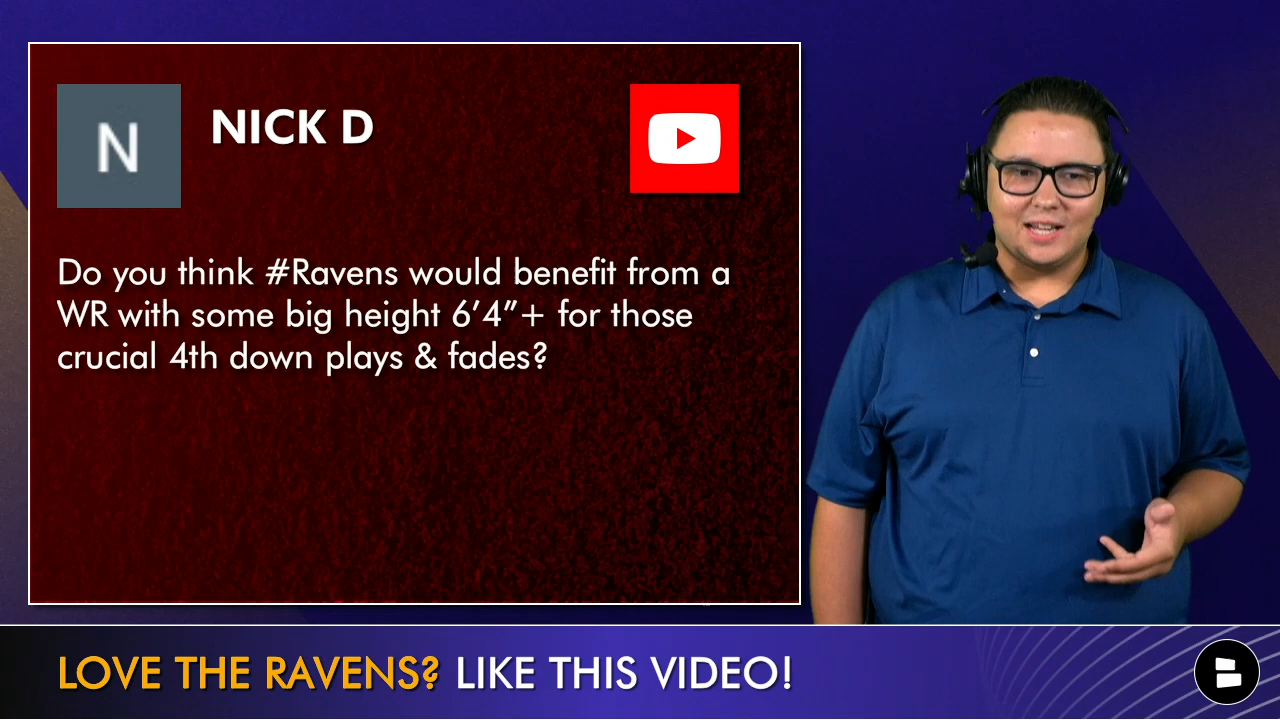 N
NICK D
Do you think #Ravens would benefit from a
WR with some big height 6’4”+ for those
crucial 4th down plays & fades?
LOVE THE RAVENS? LIKE THIS VIDEO!